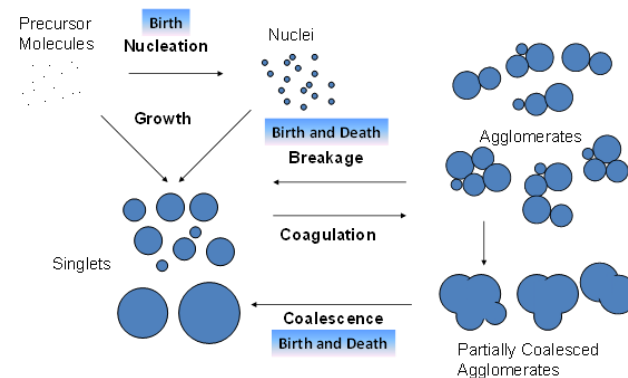 Precursor
Molecules
Birth
Nucleation
Nuclei
Growth
Birth and Death
Breakage
Agglomerates
Coagulation
Singlets
Coalescence
Birth and Death
Partially Coalesced
Agglomerates